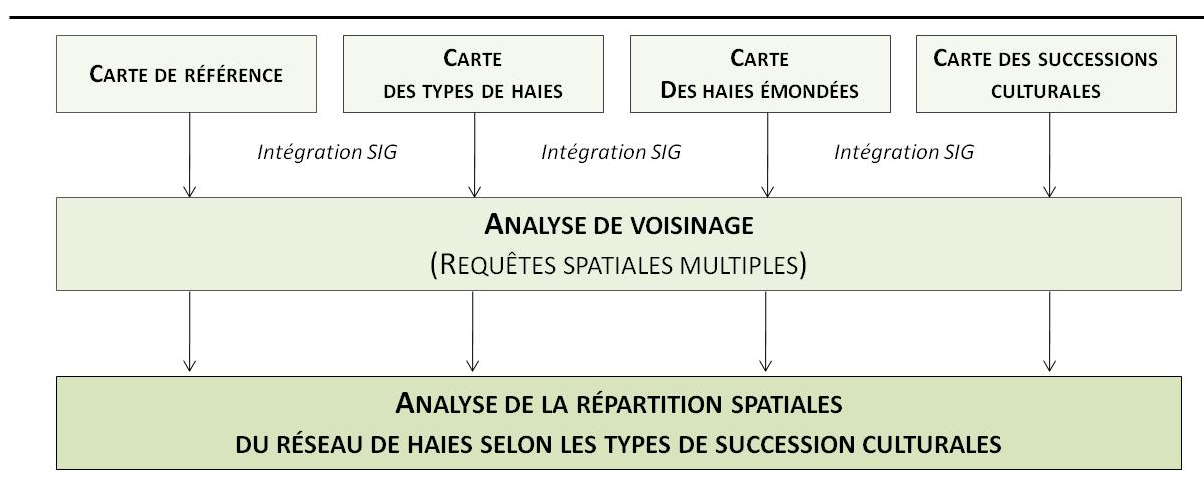 CARTE DE RÉFÉRENCE
CARTE
DES TYPES DE HAIES
CARTE
DES HAIES ÉMONDÉES
CARTE DES SUCCESSIONS
CULTURALES
Intégration SIG
Intégration SIG
Intégration SIG
ANALYSE DE VOISINAGE
(REQUÊTES SPATIALES MULTIPLES)
ANALYSE DE LA RÉPARTITION SPATIALES
DU RÉSEAU DE HAIES SELON LES TYPES DE SUCCESSION CULTURALES